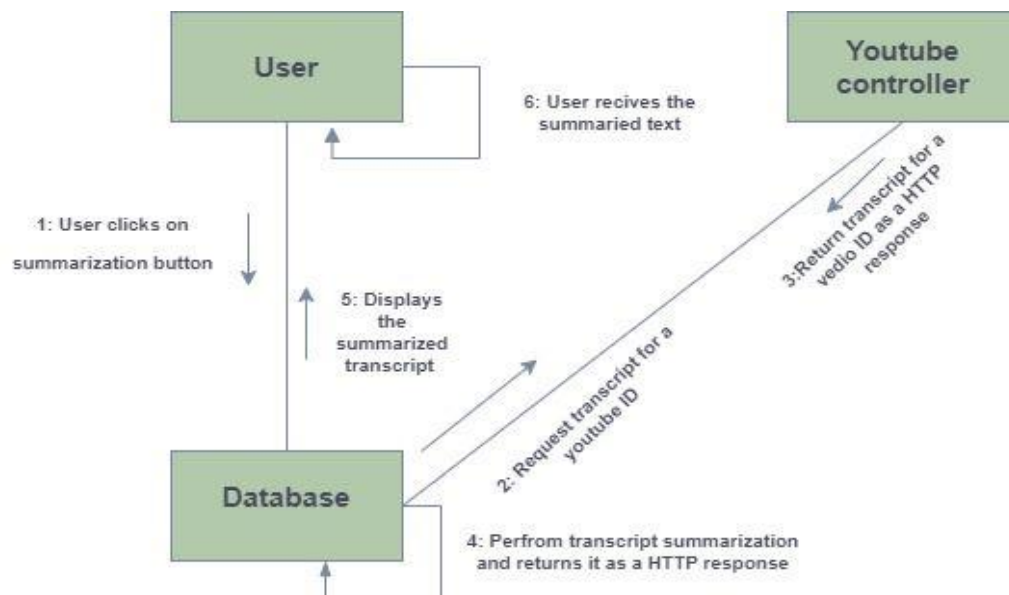 User
Youtube
controller
6: User recives the
summaried text
3:Return transcript for a
vedio ID as a HTTP
response
1: User clicks on
summarization button
5: Displays
the
summarized
transcript
2: Request transcript for a
youtube ID
Database
4: Perfrom transcript summarization
and returns it as a HTTP response